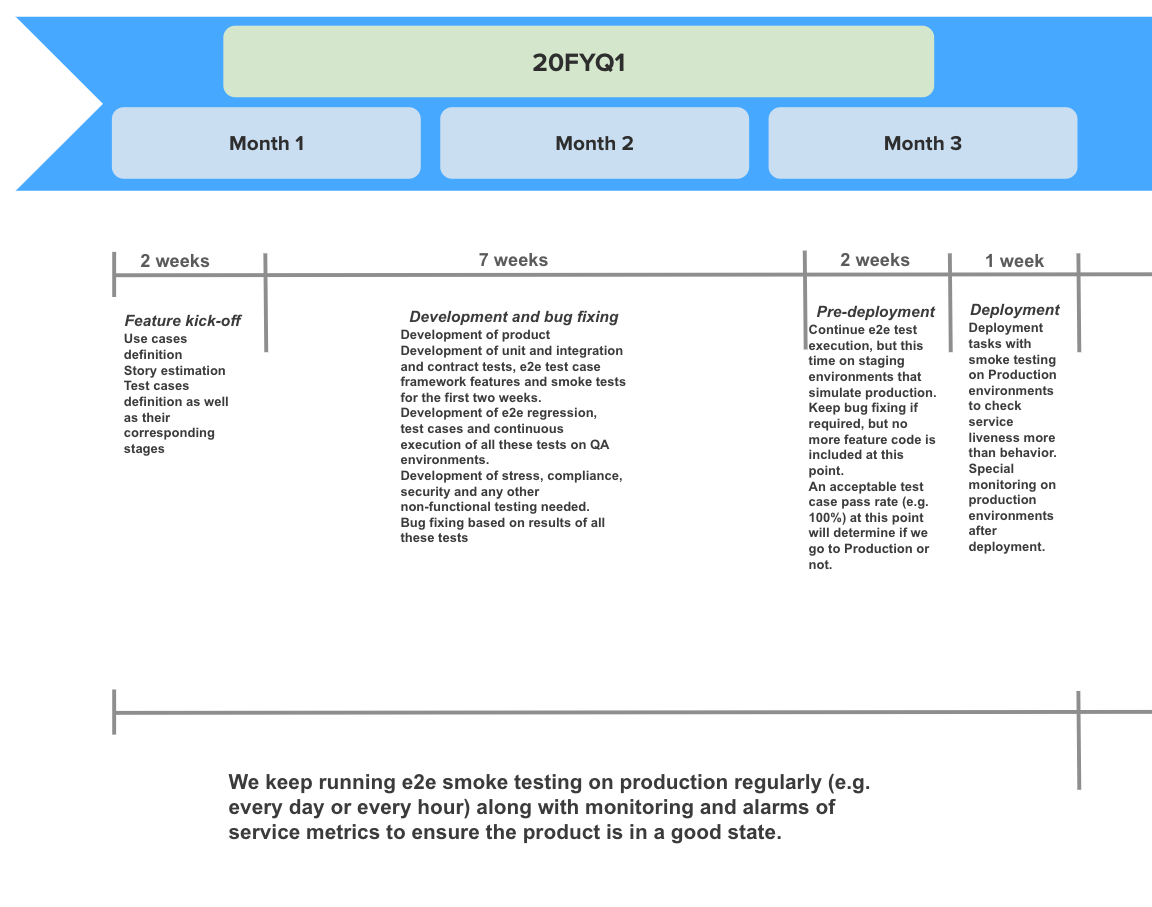 20FYQ1
Month 1
Month 2
Month 3
2 weeks
7 weeks
2 weeks
1 week
Feature kick-off
Use cases
definition
Story estimation
Test cases
definition as well
as their
corresponding
stages
Development and bug fixing
Development of product
Development of unit and integration
and contract tests, e2e test case
framework features and smoke tests
for the first two weeks.
Development of e2e regression,
test cases and continuous
execution of all these tests on QA
environments.
Development of stress, compliance,
security and any other
non-functional testing needed.
Bug fixing based on results of all
these tests
Pre-deployment
Continue e2e test
execution, but this
time on staging
environments that
simulate production.
Keep bug fixing if
required, but no
more feature code is
included at this
point.
An acceptable test
case pass rate (e.g.
100%) at this point
will determine if we
go to Production or
not.
Deployment
Deployment
tasks with
smoke testing
on Production
environments
to check
service
liveness more
than behavior.
Special
monitoring on
production
environments
after
deployment.
We keep running e2e smoke testing on production regularly (e.g.
every day or every hour) along with monitoring and alarms of
service metrics to ensure the product is in a good state.